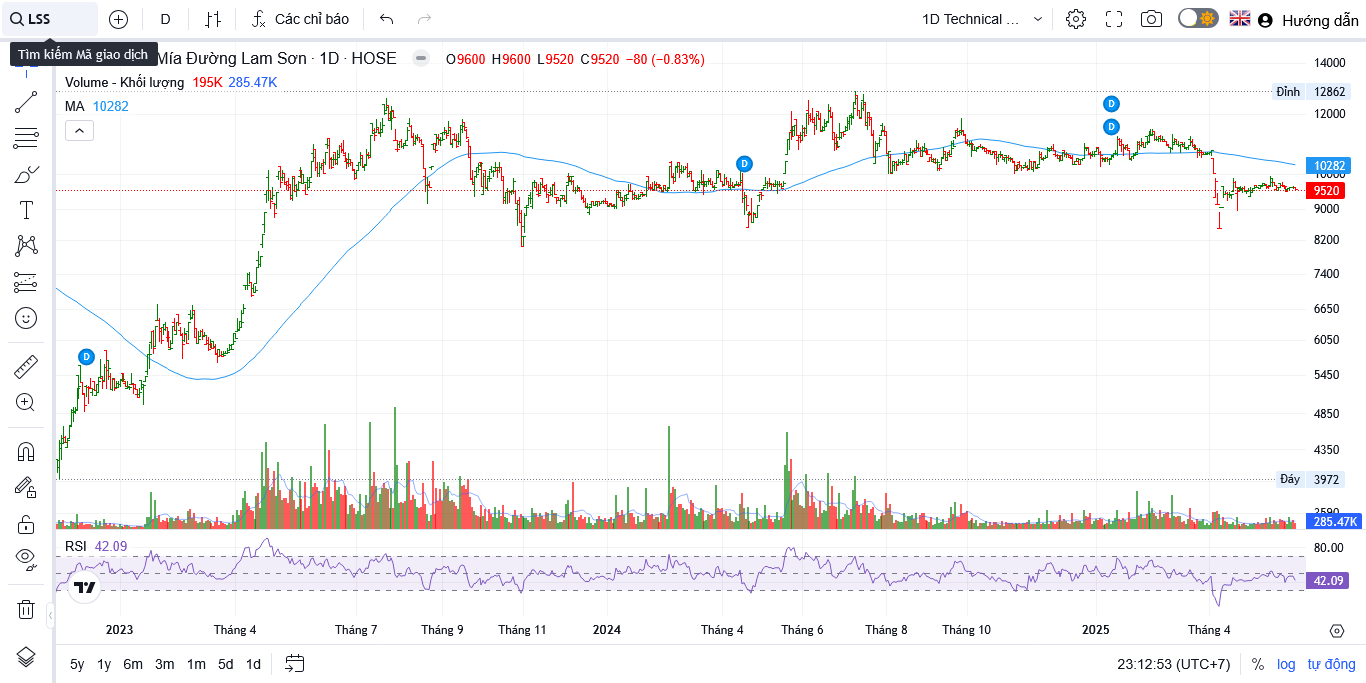 LSS
D
Các chỉ báo
1D Technical ...
Hướng dẫn
Tìm kiếm Mã giao dịch
Mía Đường Lam Sơn · 1D · HOSE
O9600 H9600 L9520 C9520 −80 (−0.83%)
Volume - Khối lượng 195K 285.47K
MA 10282
14000
Đỉnh 12862
12000
10282
10000
9520
9000
8200
7400
6650
6050
5450
4850
4350
Đáy 3972
2590
285.47K
D
D
D
D
RSI 42.09
80.00
42.09
2023
Tháng 4
Tháng 7
Tháng 9
Tháng 11
2024
Tháng 4
Tháng 6
Tháng 8
Tháng 10
2025
Tháng 4
5y 1y 6m 3m 1m 5d 1d
23:12:53 (UTC+7)
% log tự động